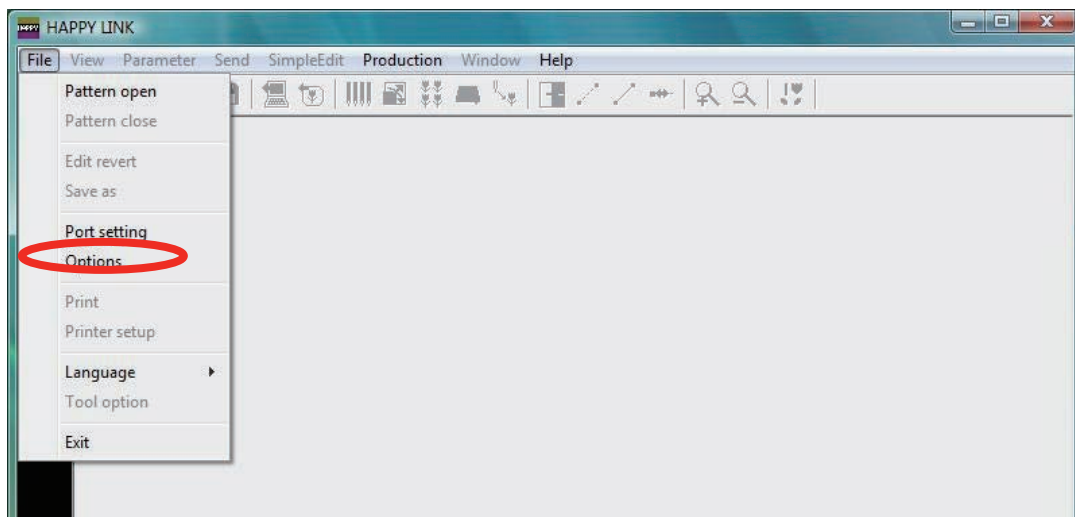 HAPPY LINK
File View Parameter Send SimpleEdit Production Window Help
Pattern open
Pattern close
Edit revert
Save as
Port setting
Options
Print
Printer setup
Language
Tool option
Exit